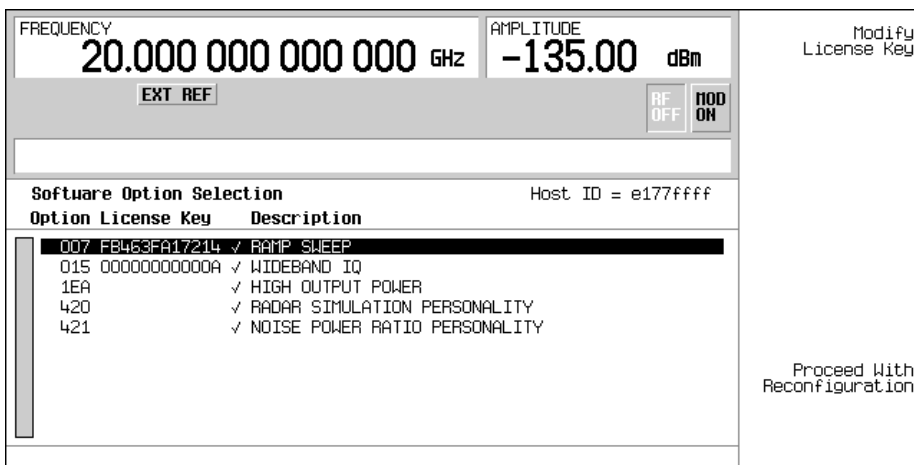 FREQUENCY
20.000 000 000 000 GHz
AMPLITUDE
-135.00 dBm
Modify
License Key
EXT REF
RF
OFF
MOD
ON
Software Option Selection
Host ID = e177ffff
Option License Key Description
007 FB463FA17214 √ RAMP SWEEP
015 00000000000A √ WIDEBAND IQ
1EA √ HIGH OUTPUT POWER
420 √ RADAR SIMULATION PERSONALITY
421 √ NOISE POWER RATIO PERSONALITY
Proceed With
Reconfiguration